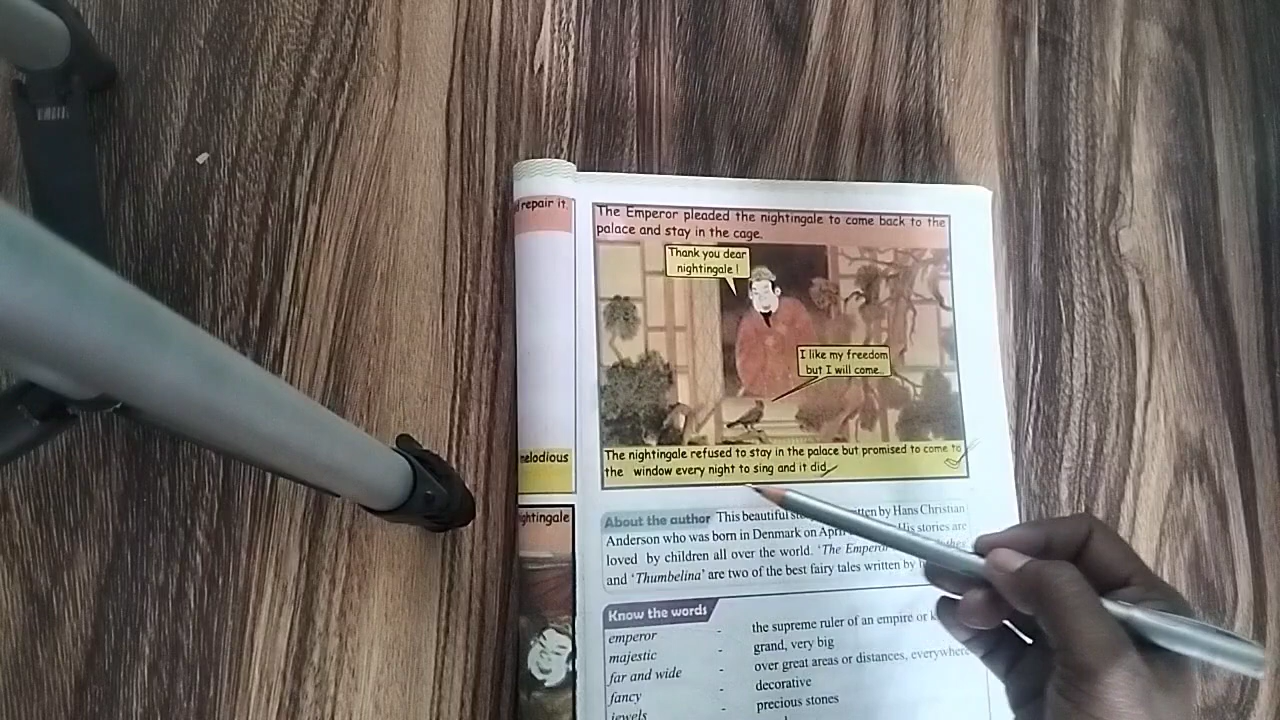 repair it.
melodious
nightingale
The Emperor pleaded the nightingale to come back to the
palace and stay in the cage.
Thank you dear
nightingale !
I like my freedom
but I will come..
The nightingale refused to stay in the palace but promised to come to
the window every night to sing and it did.
About the author This beautiful by Hans Christian
Anderson who was born in Denmark on His stories are
loved by children all over the world. 'The
and 'Thumbelina' are two of the best fairy tales written by
Know the words
emperor - the supreme ruler of an empire or
majestic - grand, very big
far and wide - over great areas or distances, everywhere
fancy - decorative
jewels - precious stones